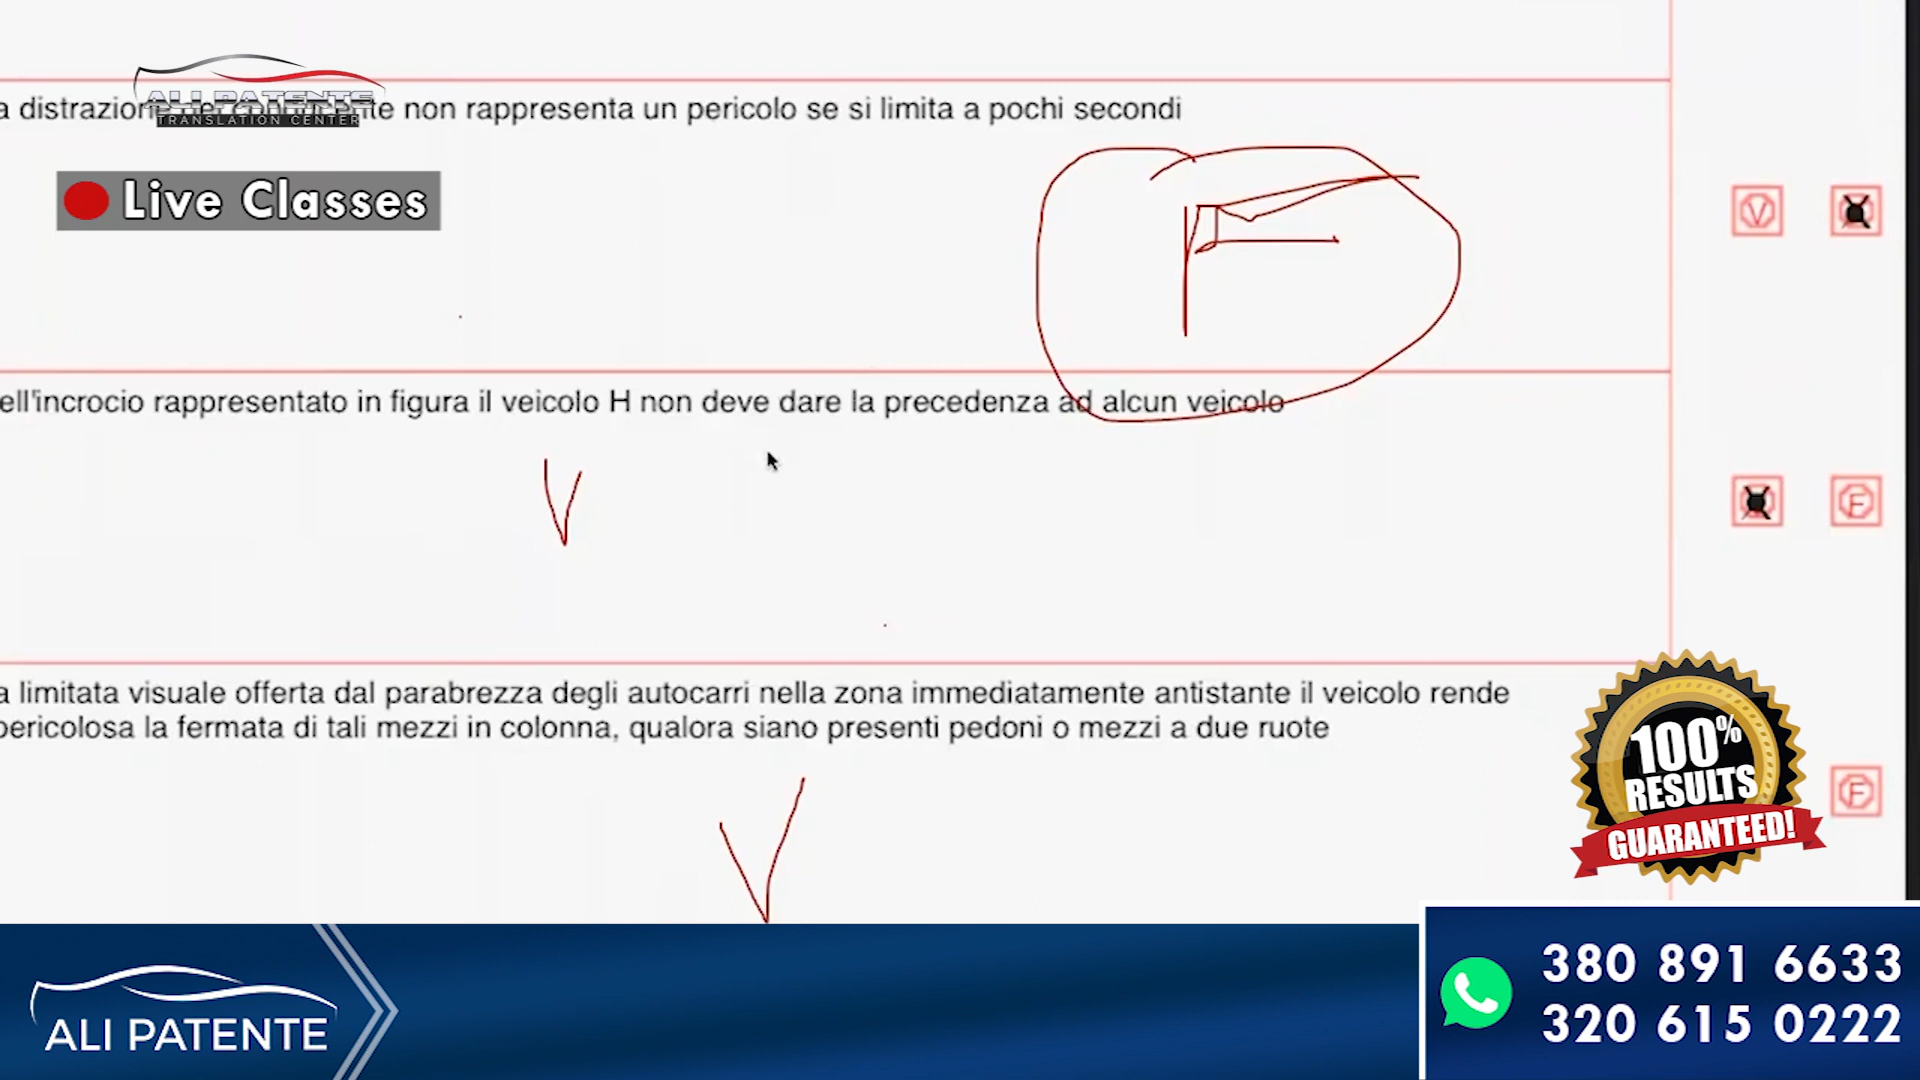 ALI PATENTE
TRANSLATION CENTER
a distrazione non rappresenta un pericolo se si limita a pochi secondi
Live Classes
F
V
ell'incrocio rappresentato in figura il veicolo H non deve dare la precedenza ad alcun veicolo
V
F
a limitata visuale offerta dal parabrezza degli autocarri nella zona immediatamente antistante il veicolo rende
pericolosa la fermata di tali mezzi in colonna, qualora siano presenti pedoni o mezzi a due ruote
V
F
100%
RESULTS
GUARANTEED!
ALI PATENTE
380 891 6633
320 615 0222